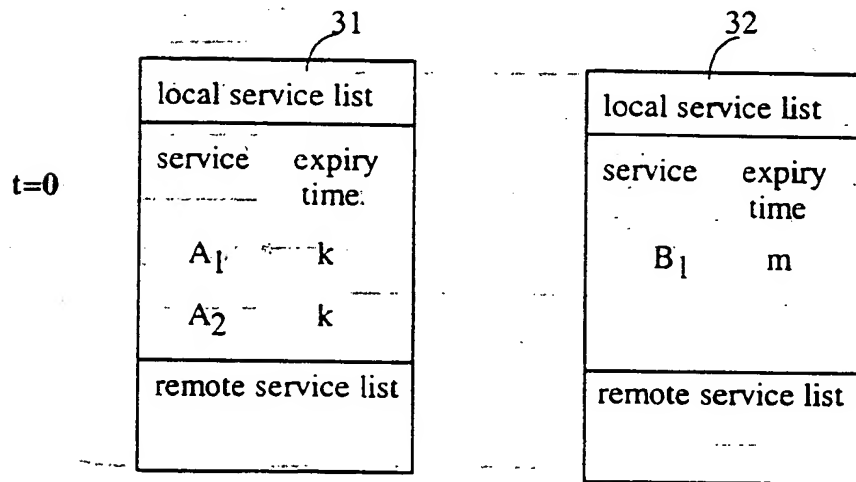 31
local service list
t=0
service expiry
time
A1 k
A2 k
remote service list
32
local service list
service expiry
time
B1 m
remote service list